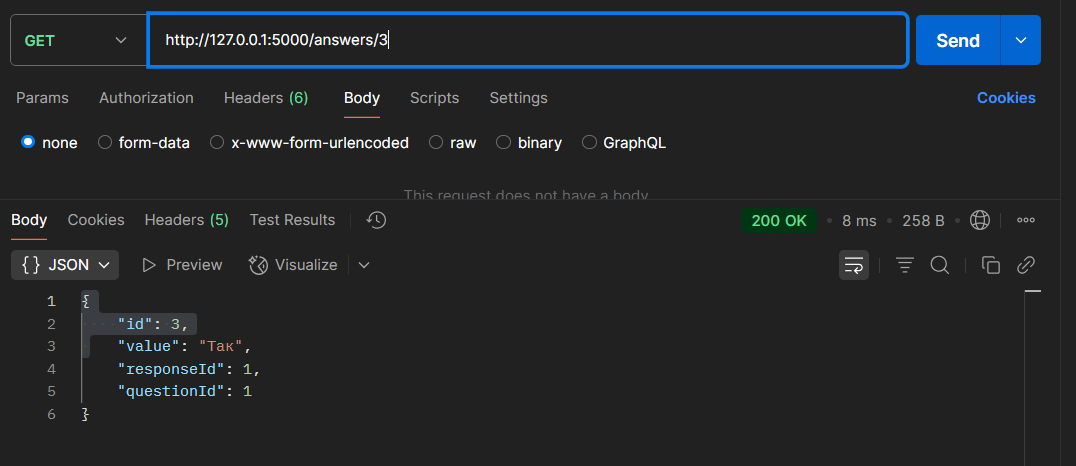 GET http://127.0.0.1:5000/answers/3 Send
Params Authorization Headers (6) Body Scripts Settings Cookies
none form-data x-www-form-urlencoded raw binary GraphQL
This request does not have a body
Body Cookies Headers (5) Test Results 200 OK • 8 ms • 258 B •
{} JSON Preview Visualize
1 {
2 "id": 3,
3 "value": "Так",
4 "responseId": 1,
5 "questionId": 1
6 }